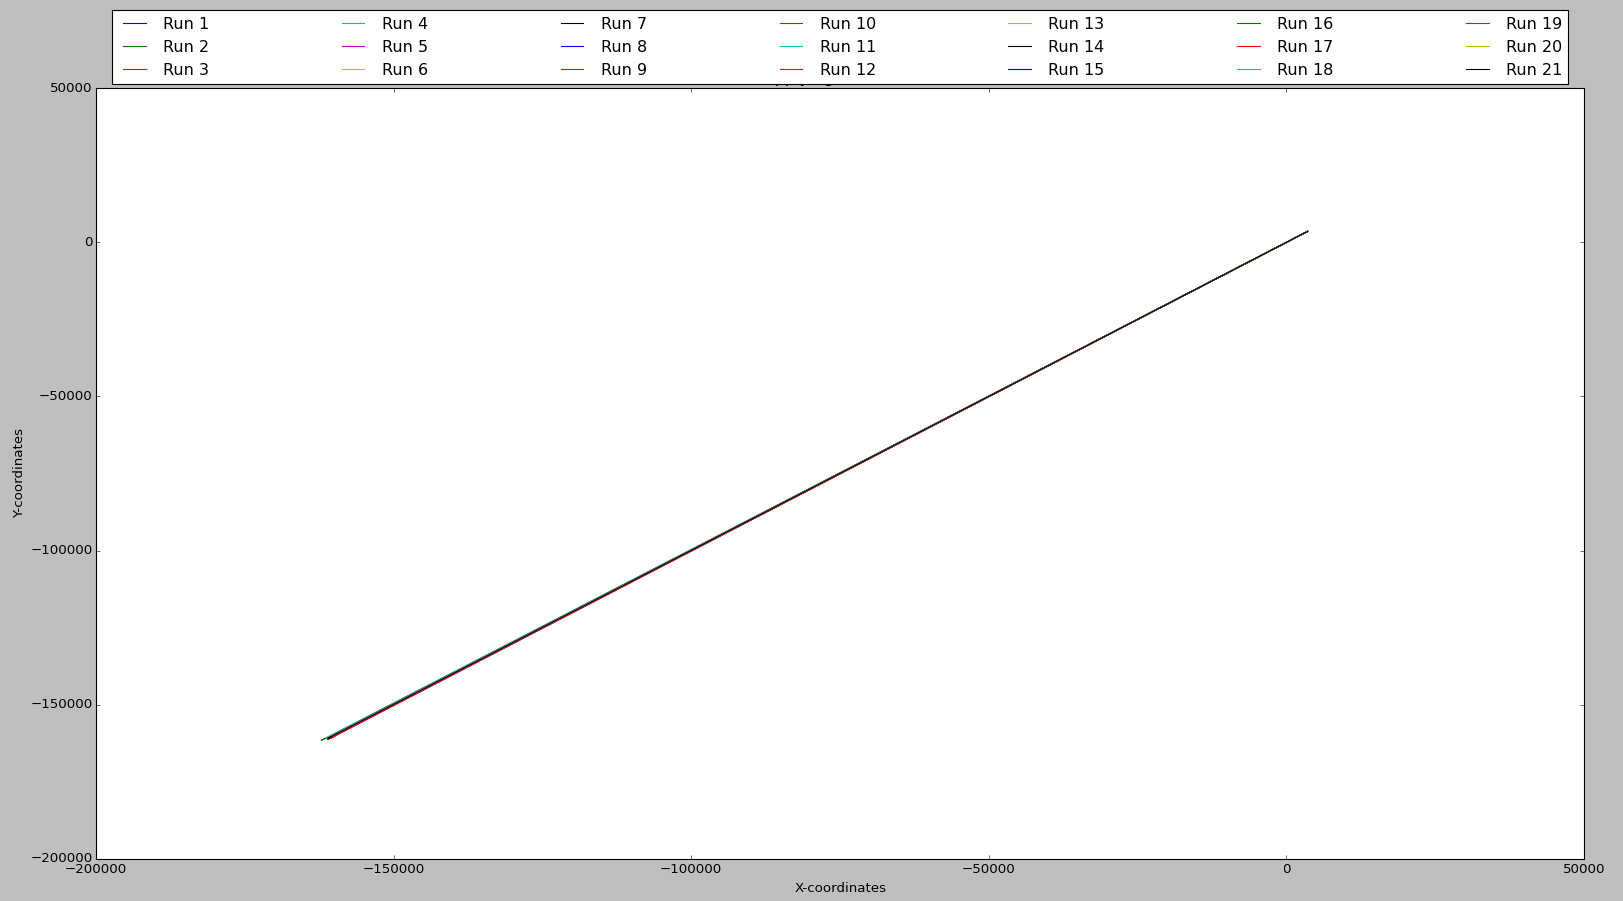 Run 1 Run 4 Run 7 Run 10 Run 13 Run 16 Run 19
Run 2 Run 5 Run 8 Run 11 Run 14 Run 17 Run 20
Run 3 Run 6 Run 9 Run 12 Run 15 Run 18 Run 21
50000
0
−50000
−100000
−150000
−200000
Y-coordinates
−200000 −150000 −100000 −50000 0 50000
X-coordinates